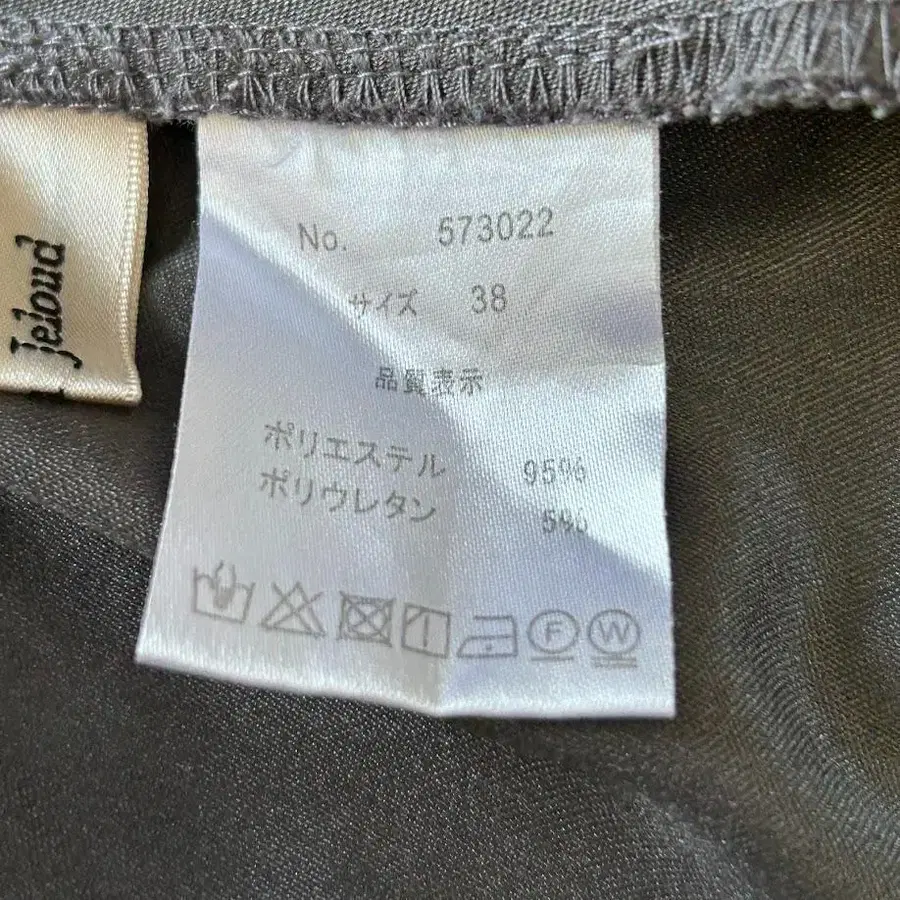 Jeloud
No. 573022
サイズ 38
品質表示
ポリエステル 95%
ポリウレタン 5%
F W